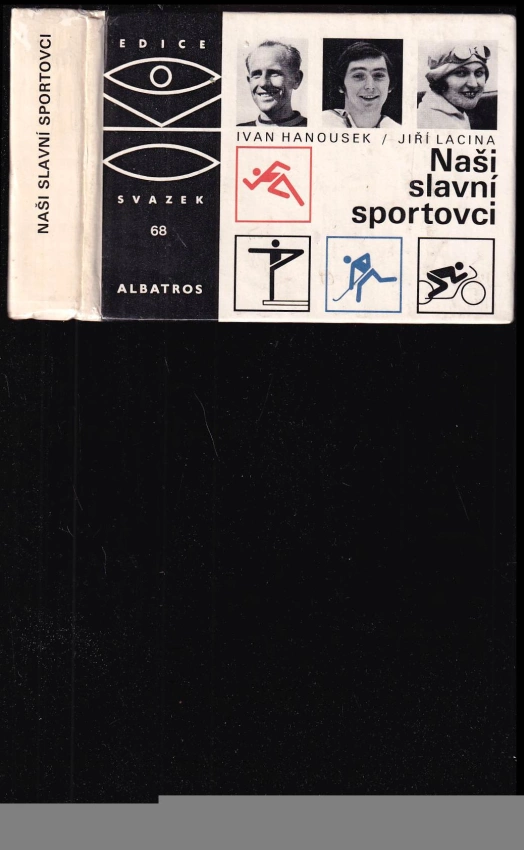 NAŠI SLAVNÍ SPORTOVCI
EDICE
SVAZEK
68
ALBATROS
IVAN HANOUSEK / JIŘÍ LACINA
Naši
slavní
sportovci